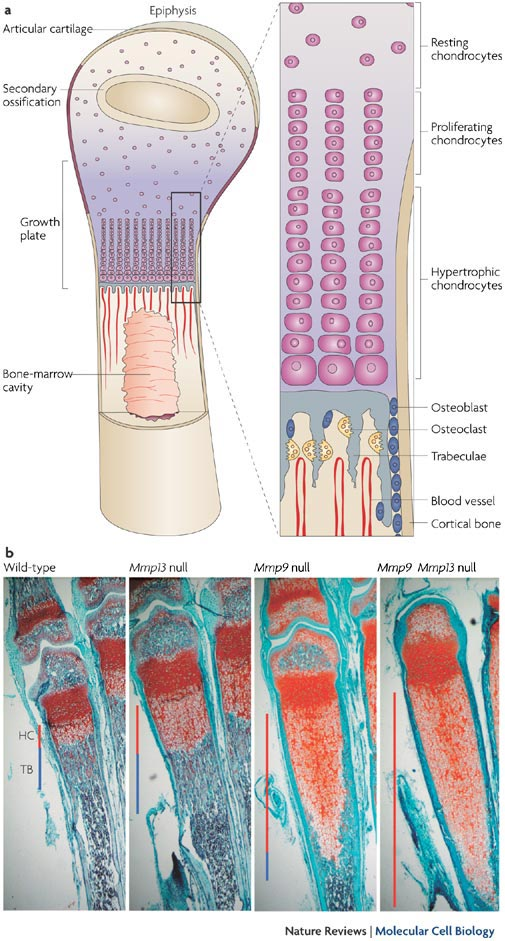 a
Epiphysis
Articular cartilage
Secondary
ossification
Growth
plate
Bone-marrow
cavity
Resting
chondrocytes
Proliferating
chondrocytes
Hypertrophic
chondrocytes
Osteoblast
Osteoclast
Trabeculae
Blood vessel
Cortical bone
b
Wild-type
Mmp13 null
Mmp9 null
Mmp9 Mmp13 null
HC
TB
Nature Reviews | Molecular Cell Biology